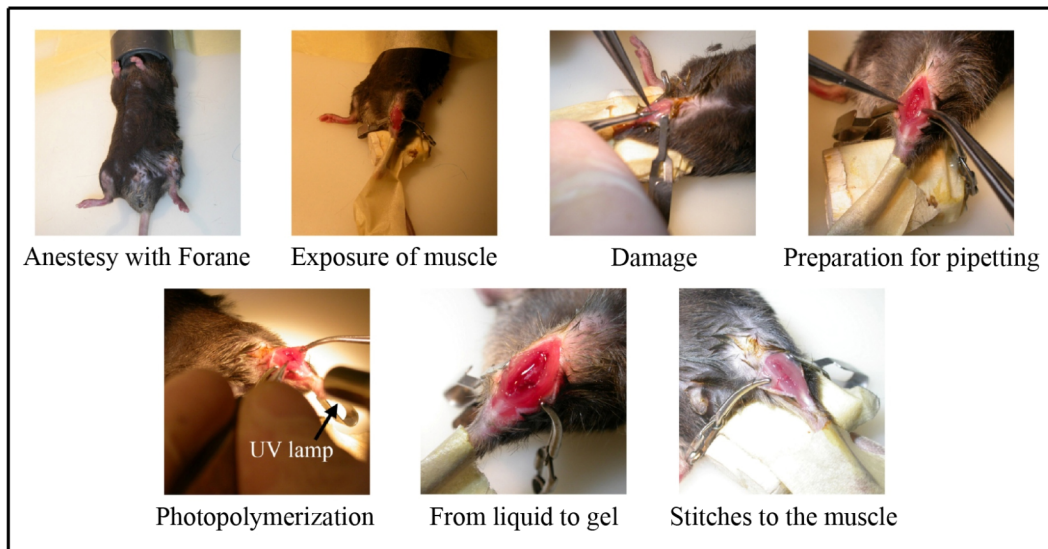 Anestesy with Forane
Exposure of muscle
Damage
Preparation for pipetting
UV lamp
Photopolymerization
From liquid to gel
Stitches to the muscle